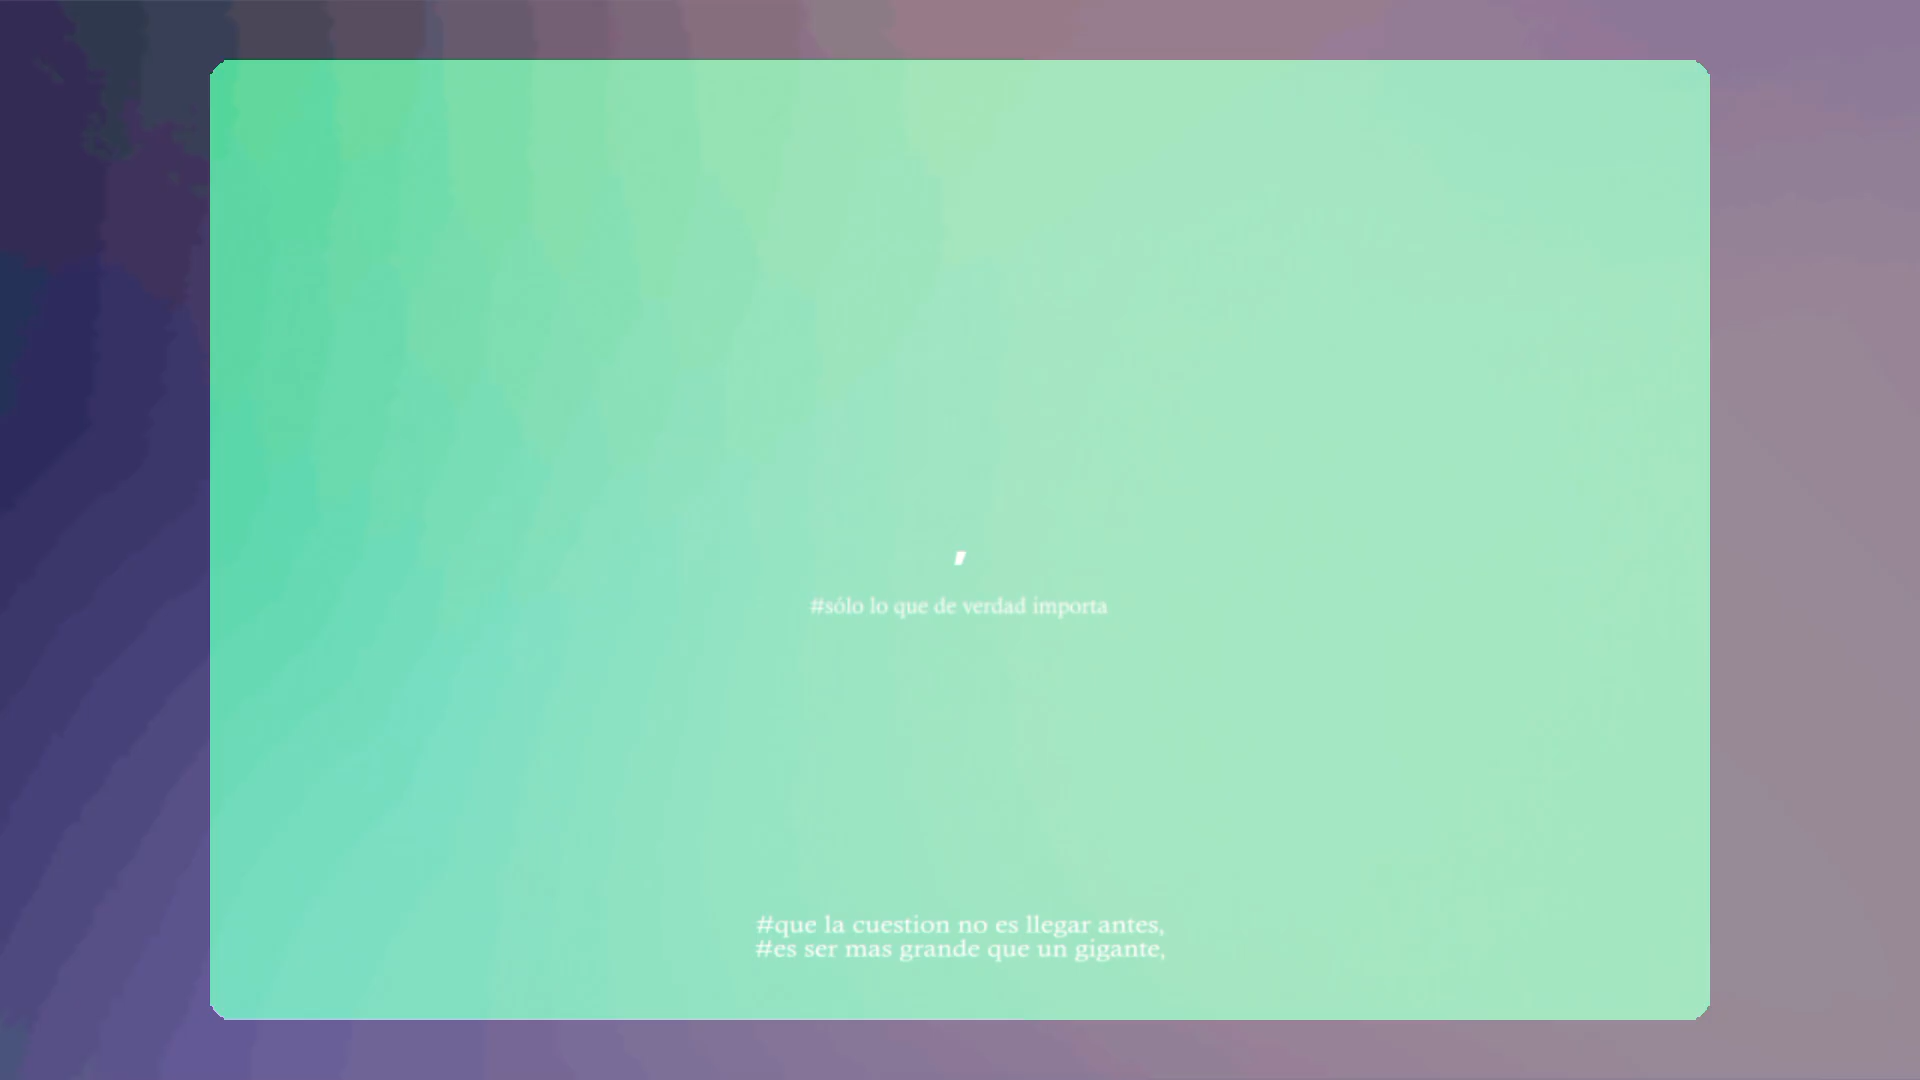 ,
#sólo lo que de verdad importa
#que la cuestion no es llegar antes,
#es ser mas grande que un gigante,